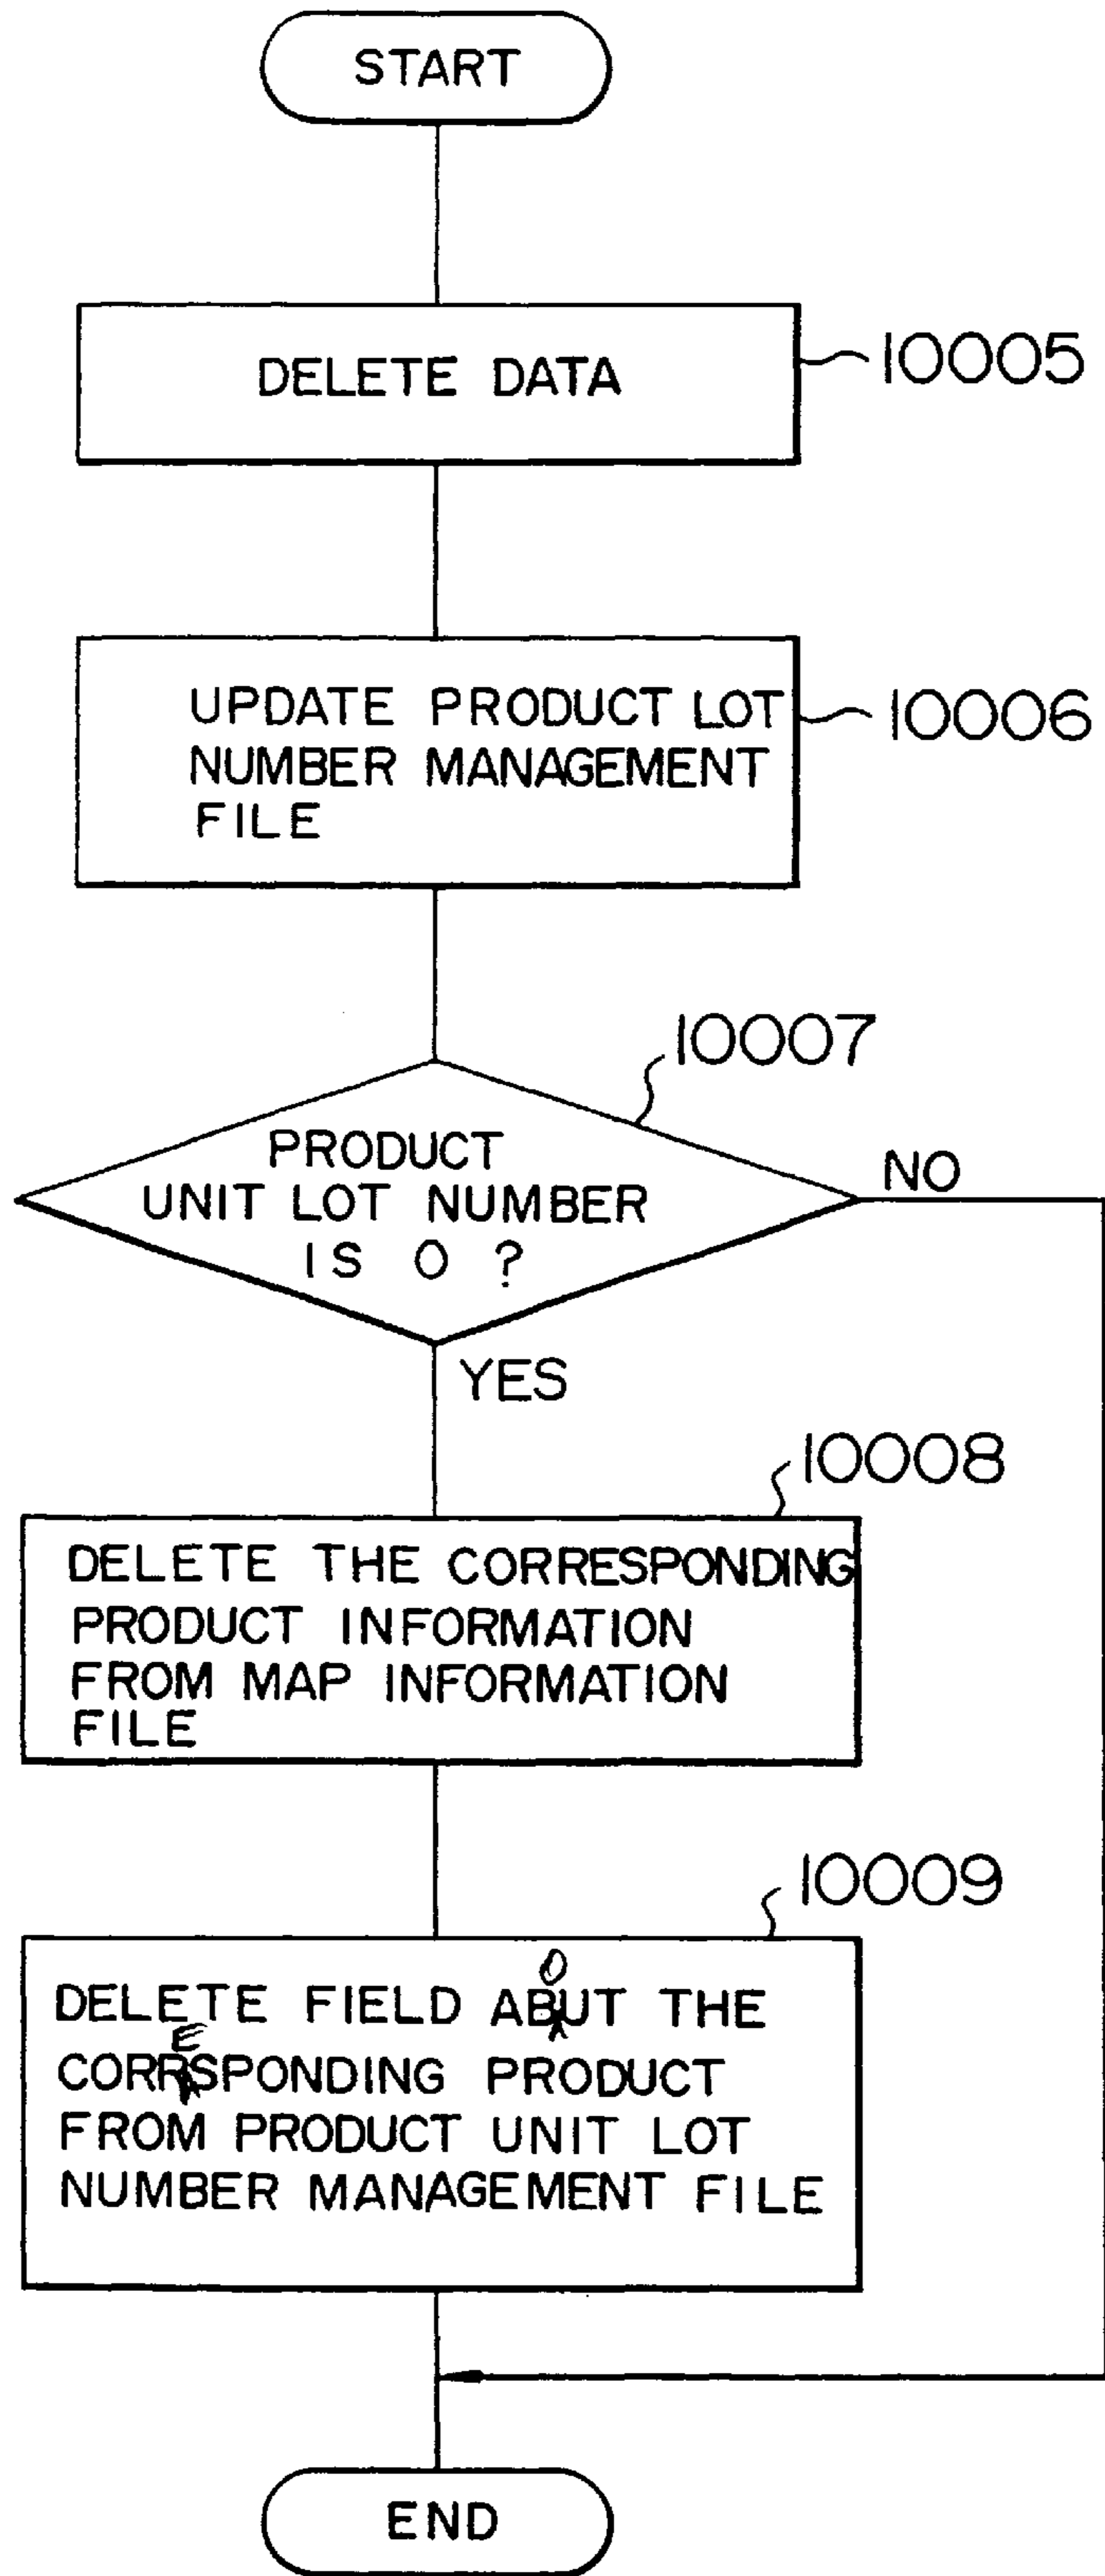 START
DELETE DATA
10005
UPDATE PRODUCT LOT
NUMBER MANAGEMENT
FILE
10006
10007
PRODUCT
UNIT LOT NUMBER
IS 0 ?
NO
YES
10008
DELETE THE CORRESPONDING
PRODUCT INFORMATION
FROM MAP INFORMATION
FILE
10009
O
DELETE FIELD ABUT THE
E
CORRSPONDING PRODUCT
FROM PRODUCT UNIT LOT
NUMBER MANAGEMENT FILE
END